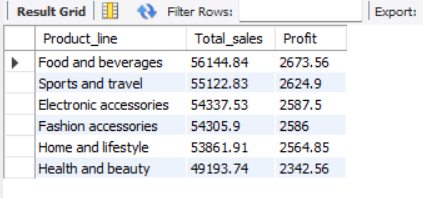 Result Grid Filter Rows: Export:
Product_line Total_sales Profit
Food and beverages 56144.84 2673.56
Sports and travel 55122.83 2624.9
Electronic accessories 54337.53 2587.5
Fashion accessories 54305.9 2586
Home and lifestyle 53861.91 2564.85
Health and beauty 49193.74 2342.56